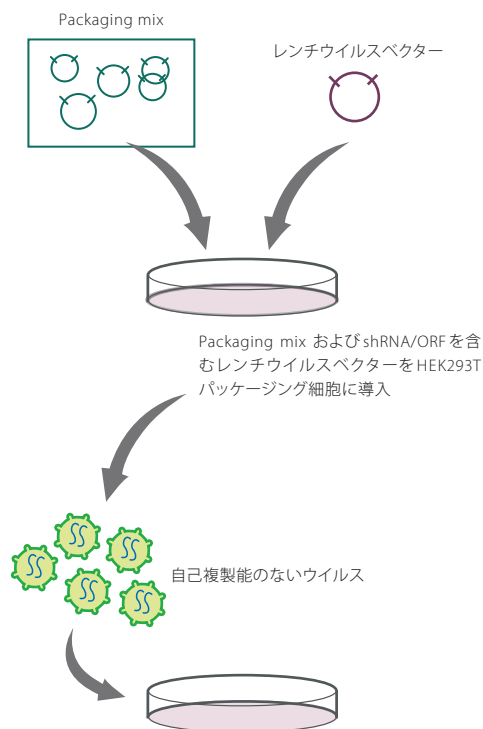 Packaging mix
レンチウイルスベクター
Packaging mix およびshRNA/ORFを含
むレンチウイルスベクターをHEK293T
パッケージング細胞に導入
自己複製能のないウイルス